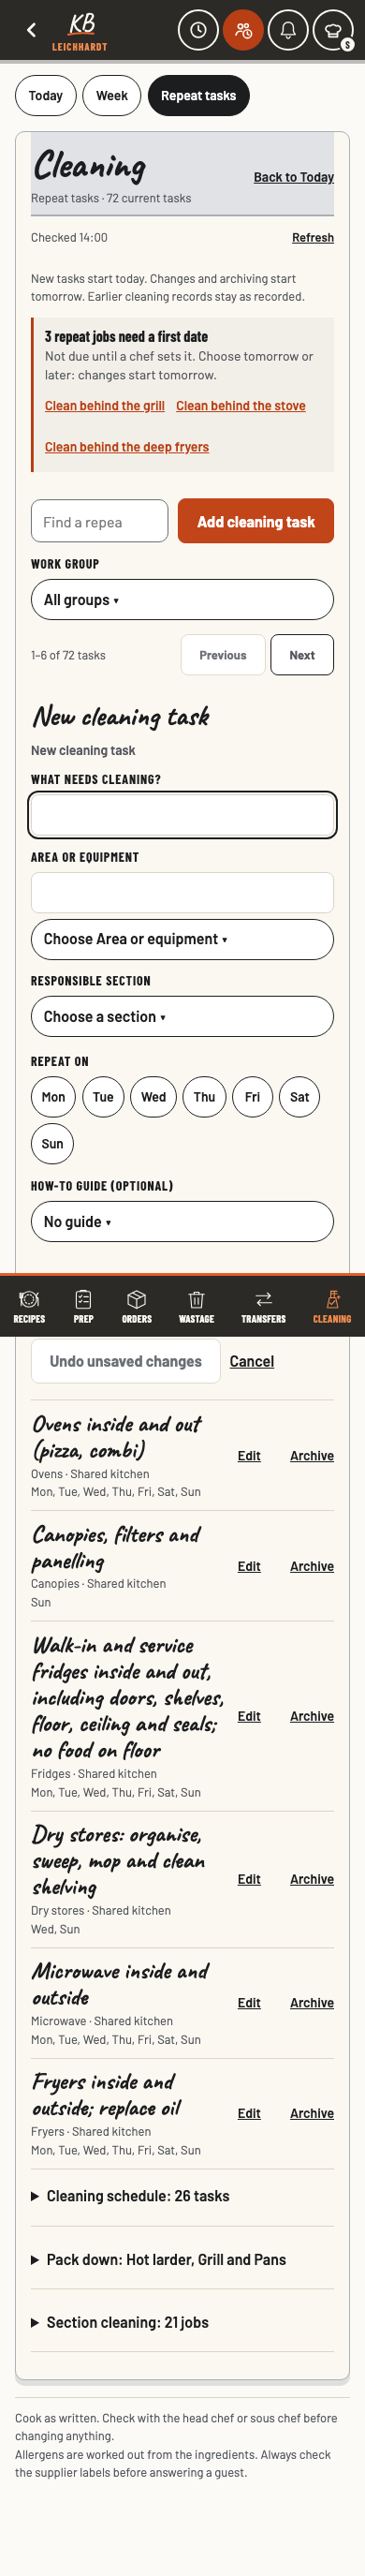 KB
LEICHHARDT
S
Today
Week
Repeat tasks
Cleaning
Back to Today
Repeat tasks · 72 current tasks
Checked 14:00
Refresh
New tasks start today. Changes and archiving start
tomorrow. Earlier cleaning records stay as recorded.
3 repeat jobs need a first date
Not due until a chef sets it. Choose tomorrow or
later: changes start tomorrow.
Clean behind the grill
Clean behind the stove
Clean behind the deep fryers
Find a repea
Add cleaning task
WORK GROUP
All groups ▾
1–6 of 72 tasks
Previous
Next
New cleaning task
New cleaning task
WHAT NEEDS CLEANING?
AREA OR EQUIPMENT
Choose Area or equipment ▾
RESPONSIBLE SECTION
Choose a section ▾
REPEAT ON
Mon
Tue
Wed
Thu
Fri
Sat
Sun
HOW-TO GUIDE (OPTIONAL)
No guide ▾
RECIPES
PREP
ORDERS
WASTAGE
TRANSFERS
CLEANING
Undo unsaved changes
Cancel
Ovens inside and out
(pizza, combi)
Edit
Archive
Ovens · Shared kitchen
Mon, Tue, Wed, Thu, Fri, Sat, Sun
Canopies, filters and
panelling
Edit
Archive
Canopies · Shared kitchen
Sun
Walk-in and service
fridges inside and out,
including doors, shelves,
floor, ceiling and seals;
no food on floor
Edit
Archive
Fridges · Shared kitchen
Mon, Tue, Wed, Thu, Fri, Sat, Sun
Dry stores: organise,
sweep, mop and clean
shelving
Edit
Archive
Dry stores · Shared kitchen
Wed, Sun
Microwave inside and
outside
Edit
Archive
Microwave · Shared kitchen
Mon, Tue, Wed, Thu, Fri, Sat, Sun
Fryers inside and
outside; replace oil
Edit
Archive
Fryers · Shared kitchen
Mon, Tue, Wed, Thu, Fri, Sat, Sun
▶ Cleaning schedule: 26 tasks
▶ Pack down: Hot larder, Grill and Pans
▶ Section cleaning: 21 jobs
Cook as written. Check with the head chef or sous chef before
changing anything.
Allergens are worked out from the ingredients. Always check
the supplier labels before answering a guest.